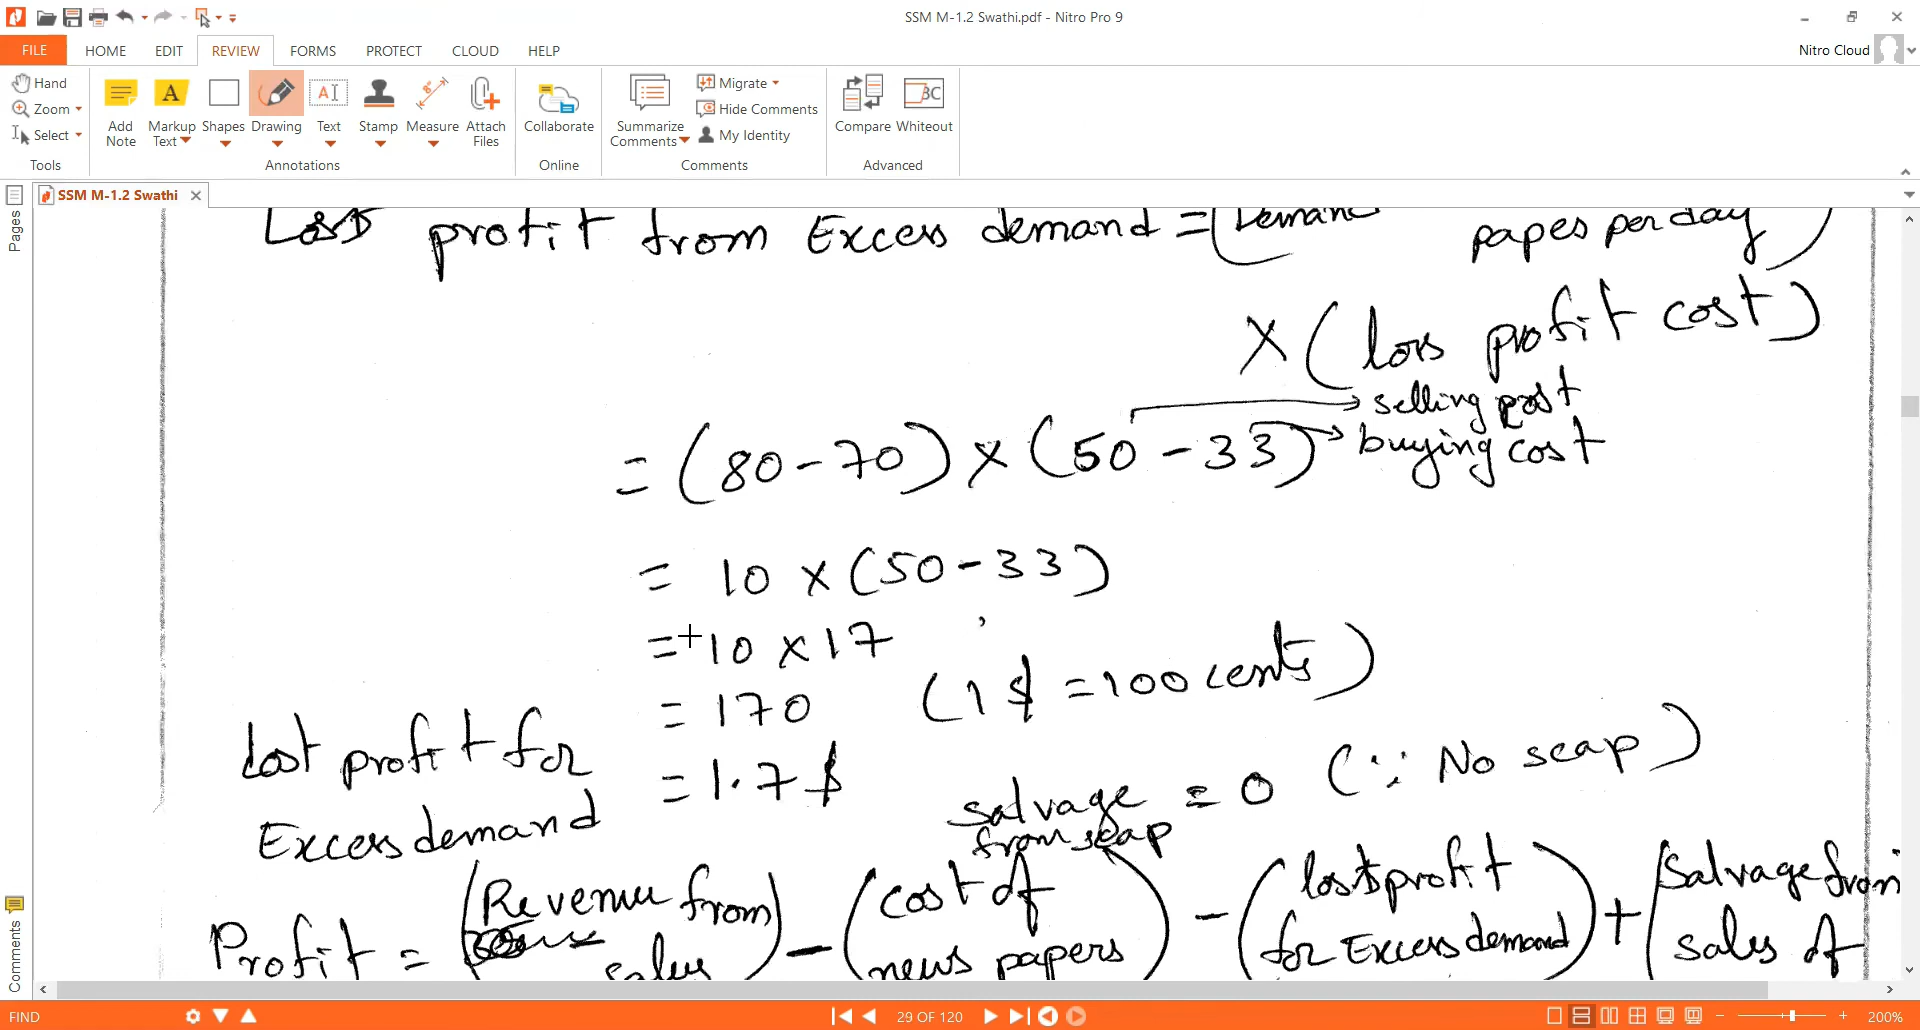 SSM M-1.2 Swathi.pdf - Nitro Pro 9
FILE HOME EDIT REVIEW FORMS PROTECT CLOUD HELP
Nitro Cloud
Hand
Zoom
Select
Tools
Add Note
Markup Text
Shapes
Drawing
Text
Stamp
Measure
Attach Files
Annotations
Collaborate
Online
Summarize Comments
Migrate
Hide Comments
My Identity
Comments
Compare
Whiteout
Advanced
SSM M-1.2 Swathi
Pages
Comments
Lost profit from Excess demand = (Demand
papes per day)
X (loss profit cost)
selling cost
= (80-70) x (50-33) buying cost
= 10 x (50-33)
= 10 x 17
= 170 (1 $ = 100 cents)
Lost profit for = 1.7 $
Excess demand
salvage = 0 (∵ No scap)
from scap
Profit = (Revenue from sales) - (cost of news papers) - (lost profit for Excess demand) + (Salvage from sales of
FIND
29 OF 120
200%